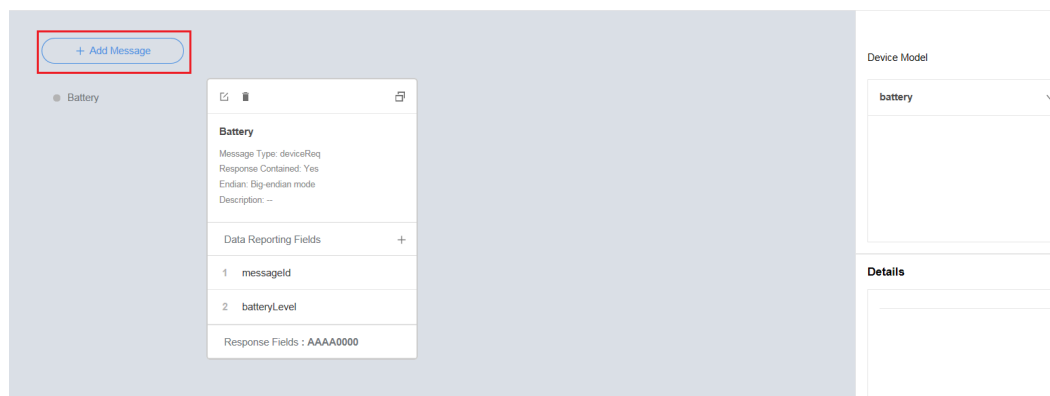 + Add Message
Battery
Battery
Message Type: deviceReq
Response Contained: Yes
Endian: Big-endian mode
Description: --
Data Reporting Fields +
1 messageId
2 batteryLevel
Response Fields : AAAA0000
Device Model
battery
Details